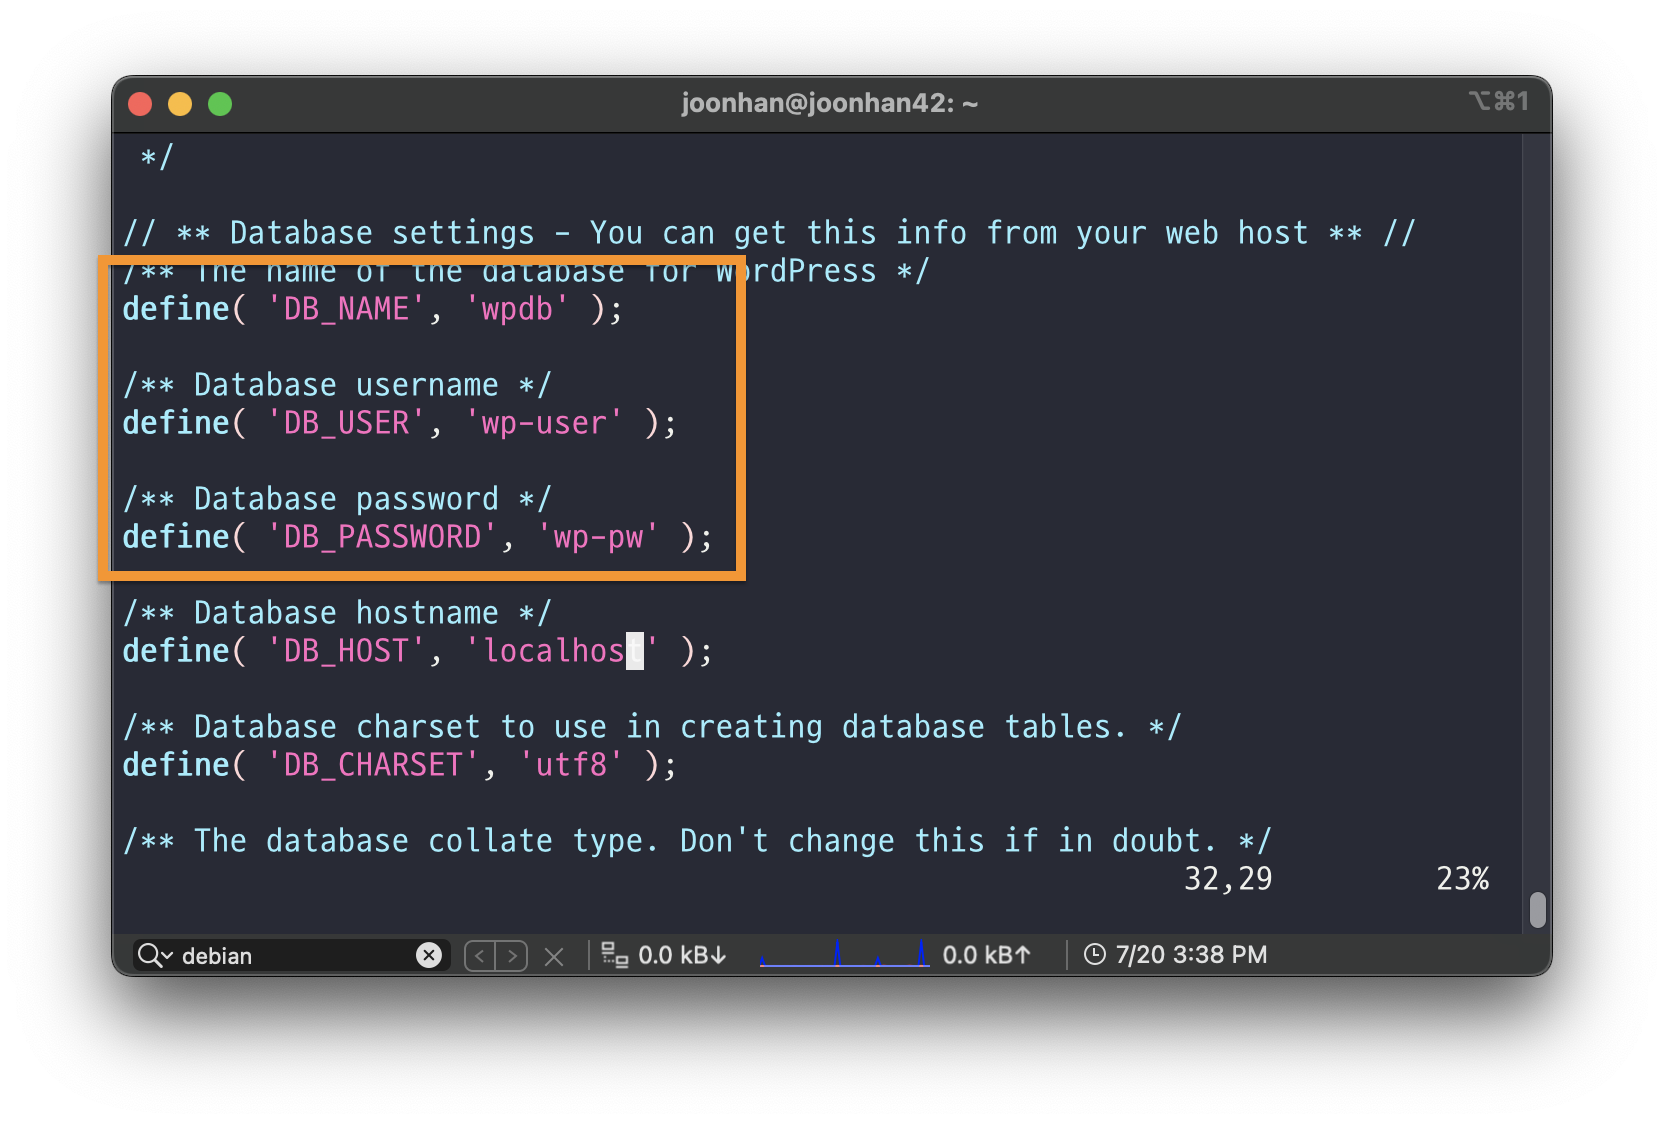 joonhan@joonhan42: ~
⌥⌘1
*/
// ** Database settings - You can get this info from your web host ** //
/** The name of the database for WordPress */
define( 'DB_NAME', 'wpdb' );
/** Database username */
define( 'DB_USER', 'wp-user' );
/** Database password */
define( 'DB_PASSWORD', 'wp-pw' );
/** Database hostname */
define( 'DB_HOST', 'localhost' );
/** Database charset to use in creating database tables. */
define( 'DB_CHARSET', 'utf8' );
/** The database collate type. Don't change this if in doubt. */
32,29 23%
debian 0.0 kB↓ 0.0 kB↑ 7/20 3:38 PM